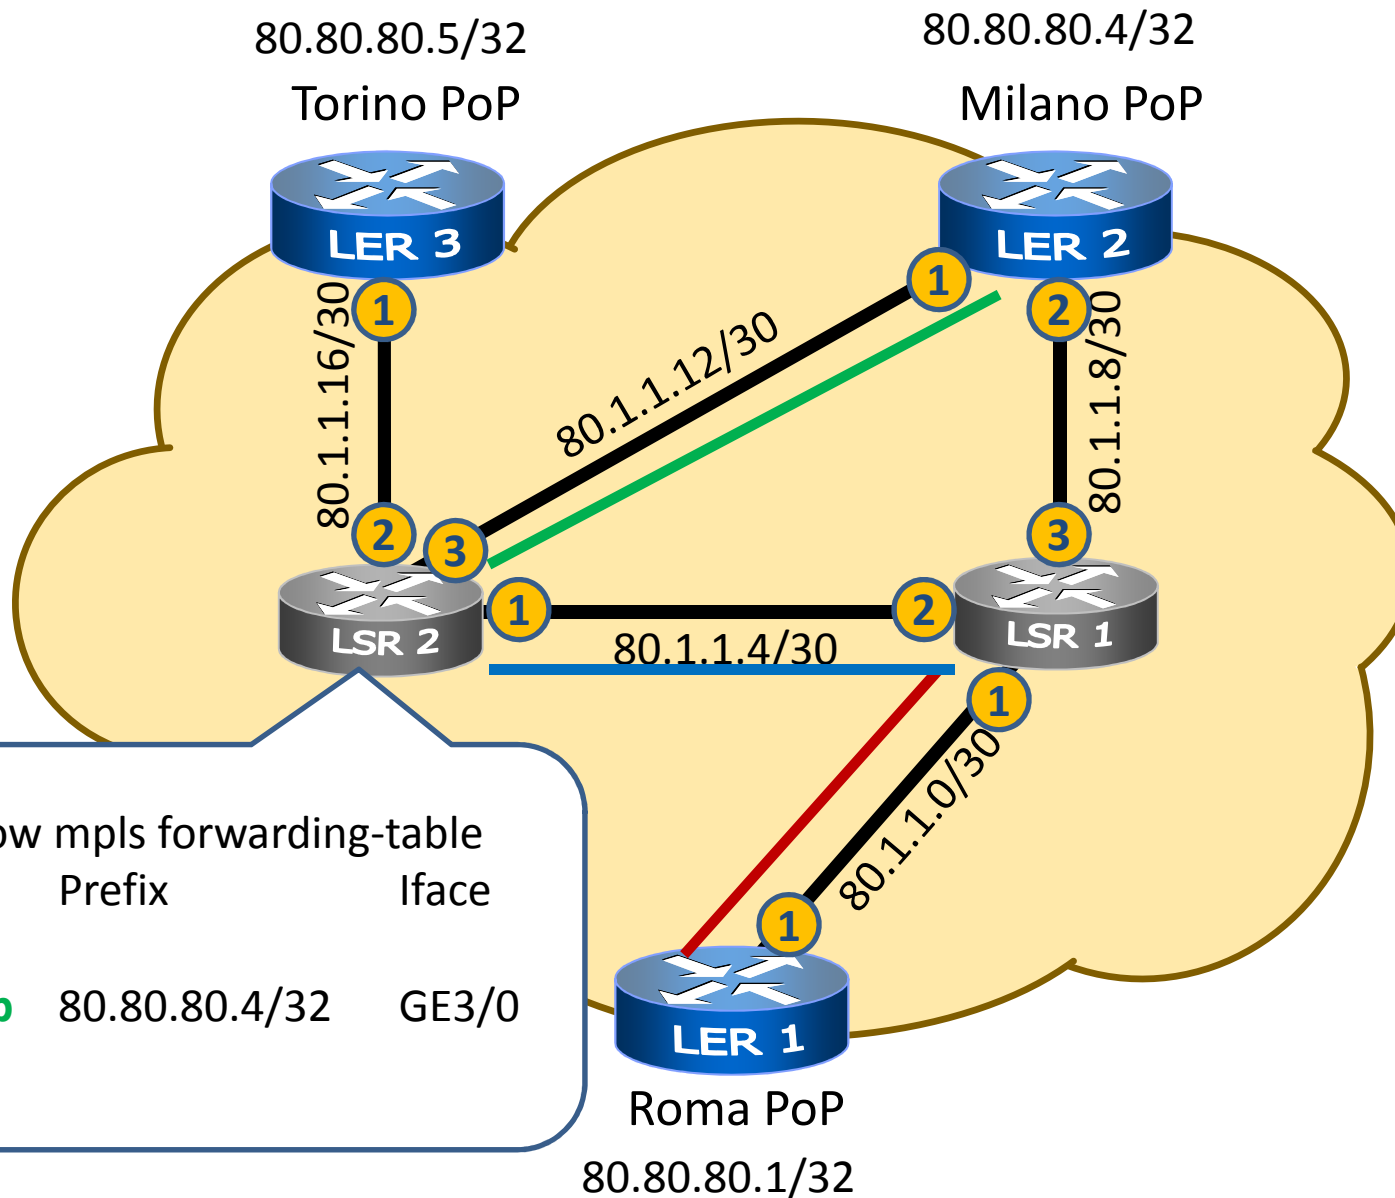 80.80.80.5/32
80.80.80.4/32
Torino PoP
Milano PoP
LER 3
LER 2
1
1
2
80.1.1.16/30
80.1.1.12/30
80.1.1.8/30
2
3
3
1
2
LSR 2
LSR 1
80.1.1.4/30
1
80.1.1.0/30
ow mpls forwarding-table
Prefix Iface
1
p 80.80.80.4/32 GE3/0
LER 1
Roma PoP
80.80.80.1/32